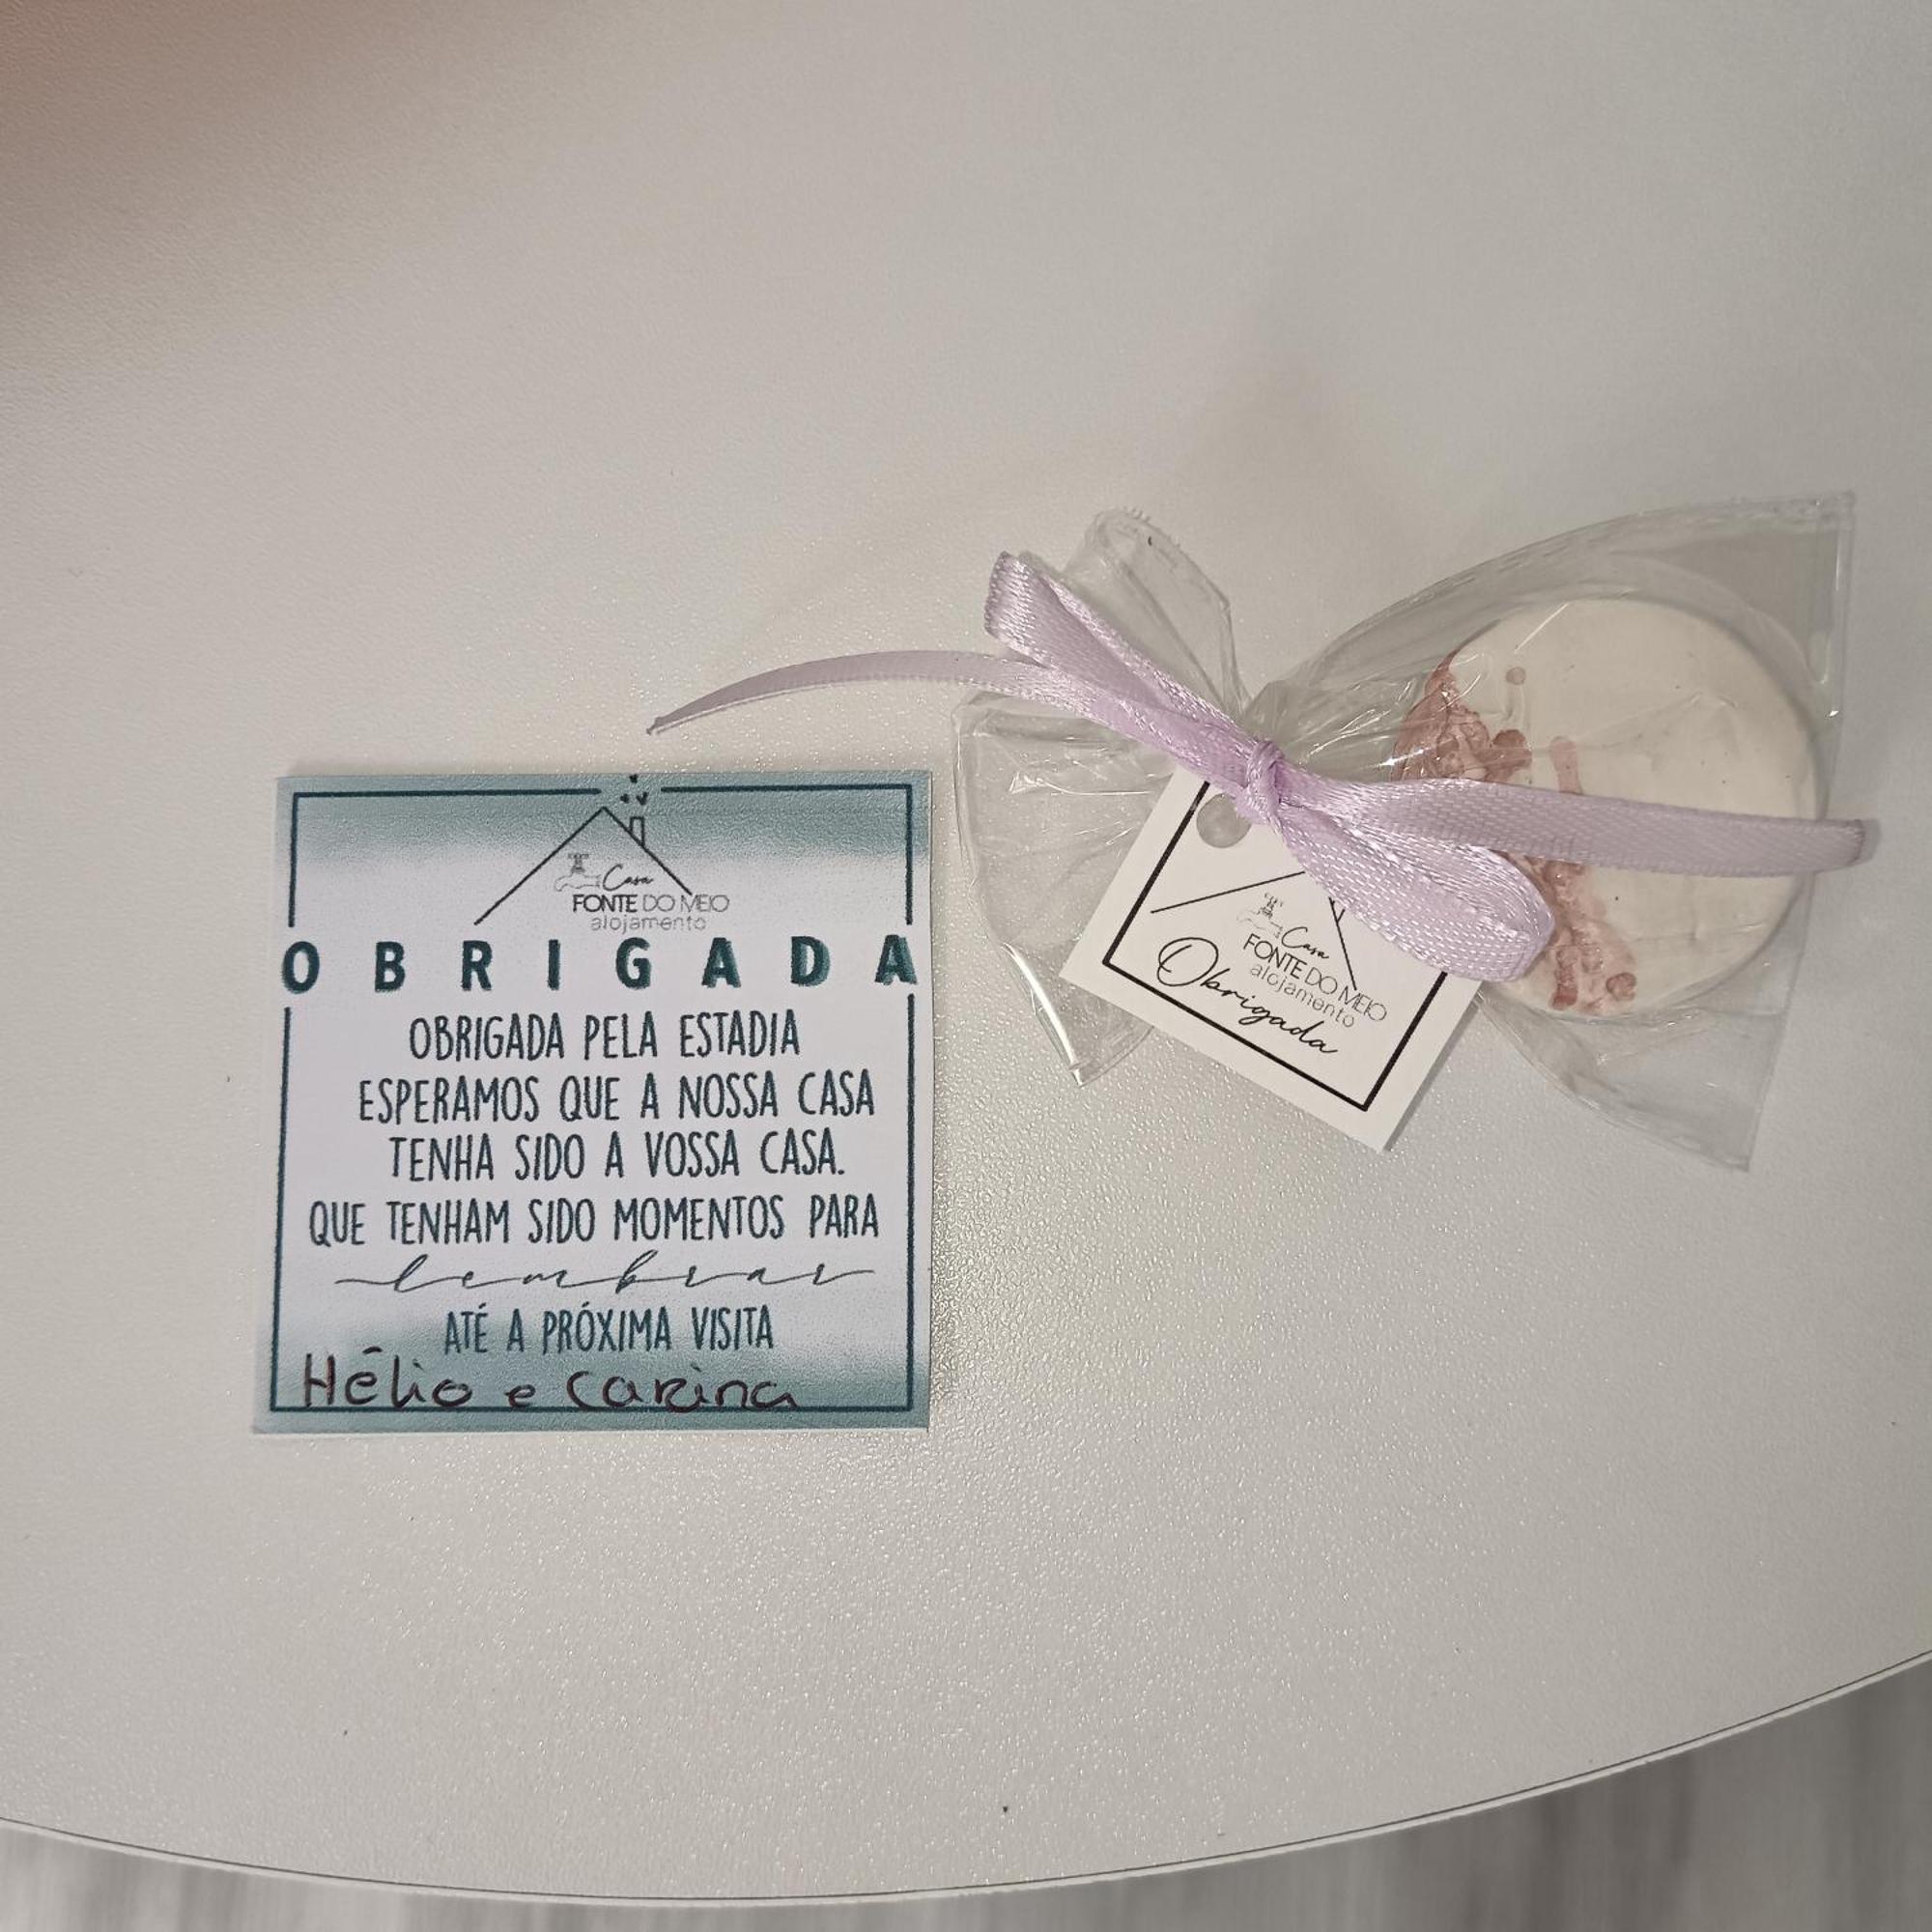 Casa
FONTE DO MEIO
alojamento
OBRIGADA
OBRIGADA PELA ESTADIA
ESPERAMOS QUE A NOSSA CASA
TENHA SIDO A VOSSA CASA.
QUE TENHAM SIDO MOMENTOS PARA
lembrar
ATÉ A PRÓXIMA VISITA
Hélio e Carina
Casa
FONTE DO MEIO
alojamento
Obrigada